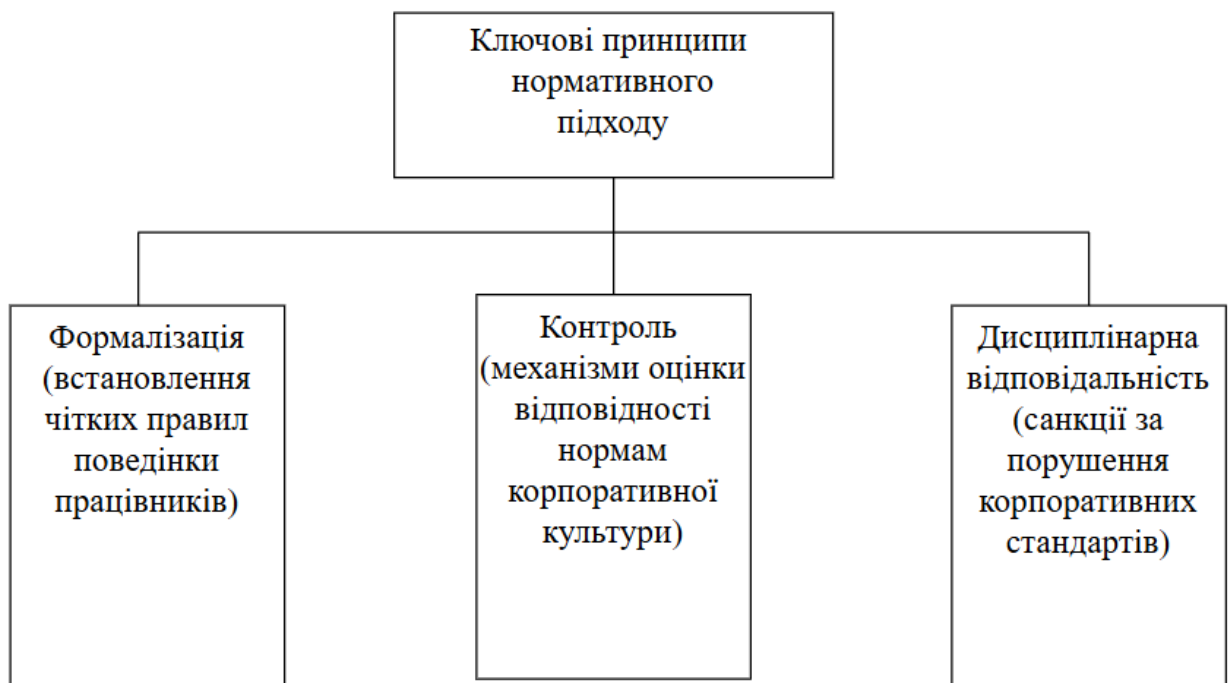 Ключові принципи
нормативного
підходу
Формалізація
(встановлення
чітких правил
поведінки
працівників)
Контроль
(механізми оцінки
відповідності
нормам
корпоративної
культури)
Дисциплінарна
відповідальність
(санкції за
порушення
корпоративних
стандартів)